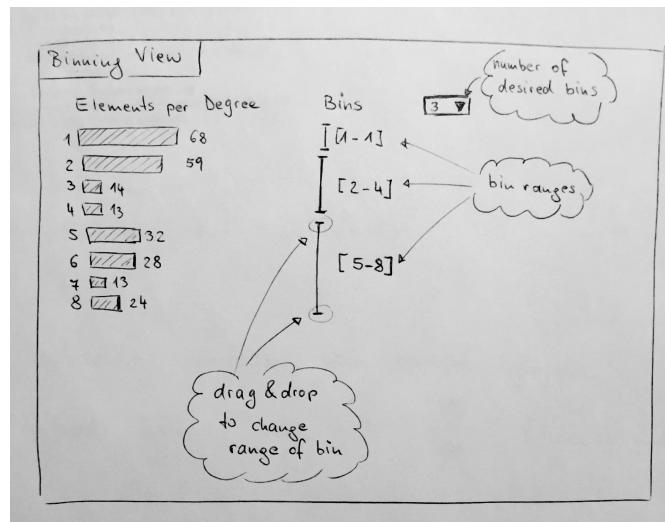 Binning View
Elements per Degree
1 68
2 59
3 14
4 13
5 32
6 28
7 13
8 24
Bins
[1-1]
[2-4]
[5-8]
3
number of
desired bins
bin ranges
drag & drop
to change
range of bin